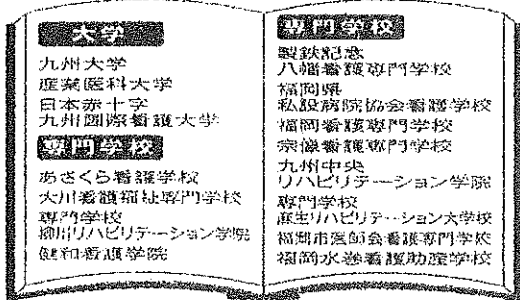 大学
九州大学
産業医科大学
日本赤十字
九州国際看護大学
専門学校
あさくら看護学校
大川看護福祉専門学校
専門学校
柳川リハビリテーション学院
健和看護学院
専門学校
製鉄記念
八幡看護専門学校
福岡県
私設病院協会看護学校
福岡看護専門学校
宗像看護専門学校
九州中央
リハビリテーション学院
専門学校
麻生リハビリテーション大学校
福岡市医師会看護専門学校
福岡水巻看護助産学校